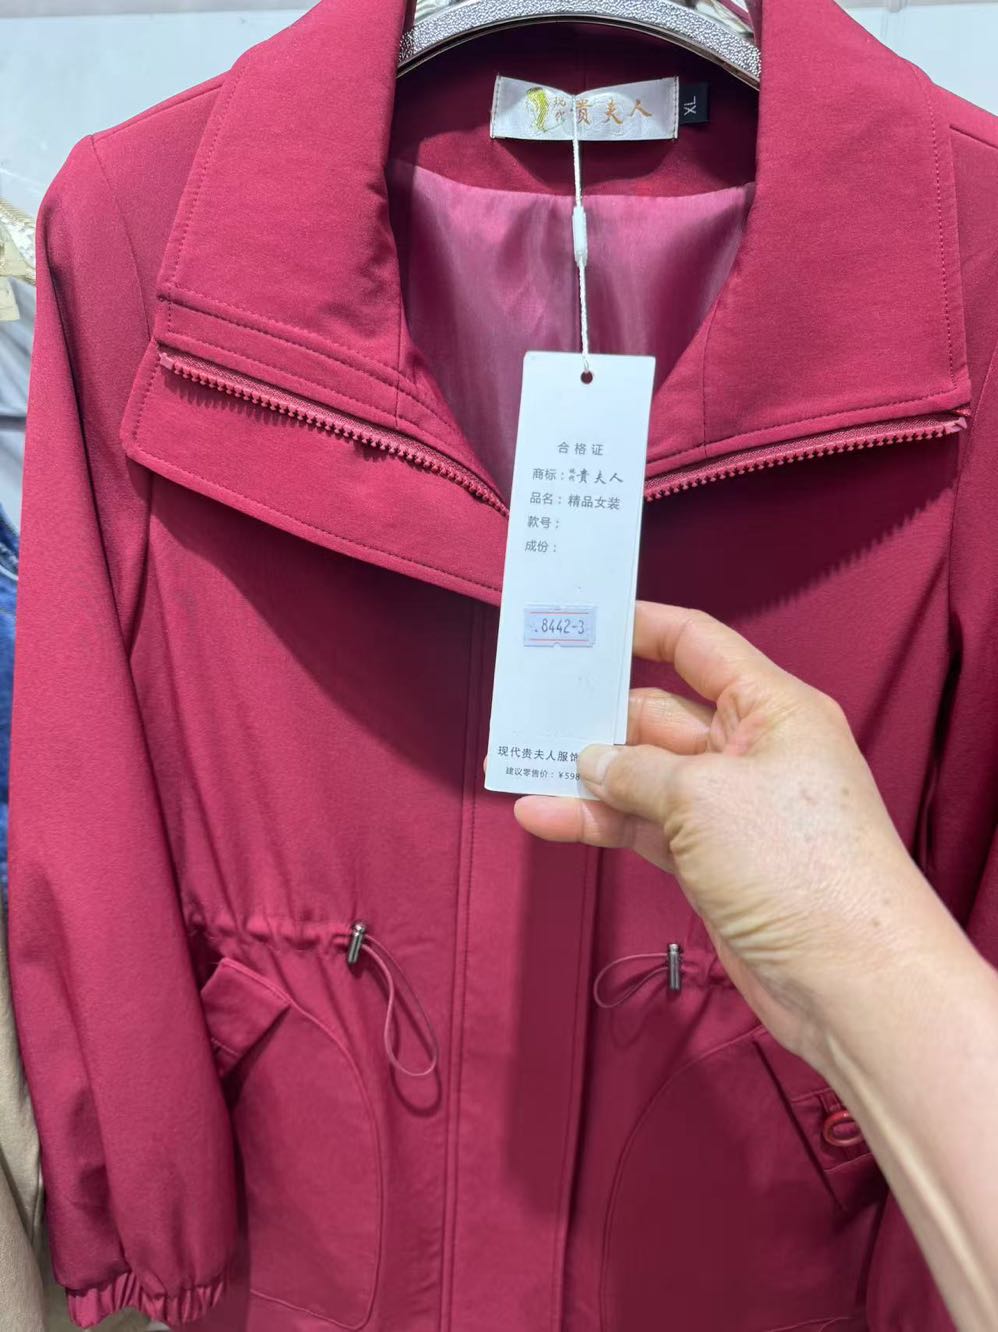 现代 贵夫人
XL
合格证
商标：现代贵夫人
品名：精品女装
款号：
成份：
.8442-3
现代贵夫人服饰
建议零售价：¥598